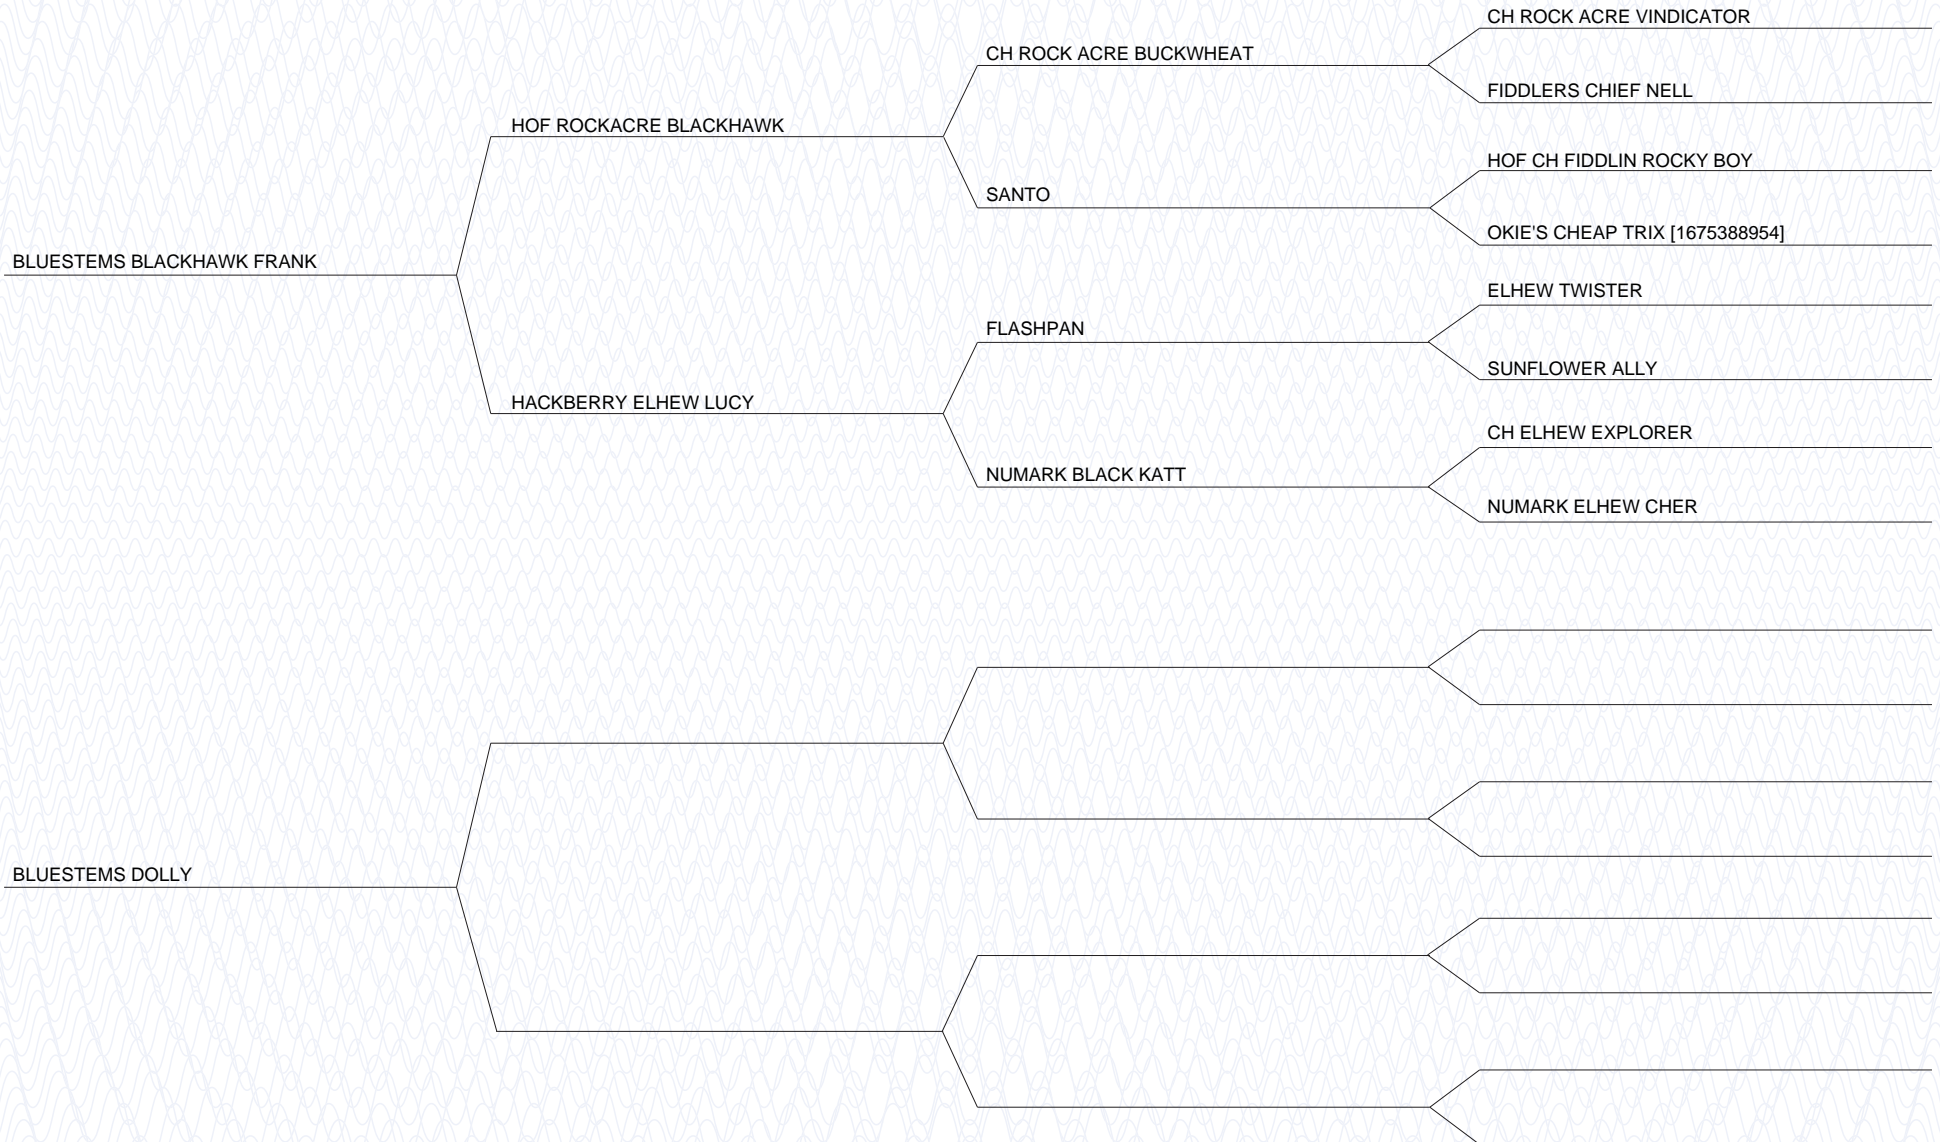 CH ROCK ACRE VINDICATOR
CH ROCK ACRE BUCKWHEAT
FIDDLERS CHIEF NELL
HOF ROCKACRE BLACKHAWK
HOF CH FIDDLIN ROCKY BOY
SANTO
OKIE'S CHEAP TRIX [1675388954]
BLUESTEMS BLACKHAWK FRANK
ELHEW TWISTER
FLASHPAN
SUNFLOWER ALLY
HACKBERRY ELHEW LUCY
CH ELHEW EXPLORER
NUMARK BLACK KATT
NUMARK ELHEW CHER
BLUESTEMS DOLLY